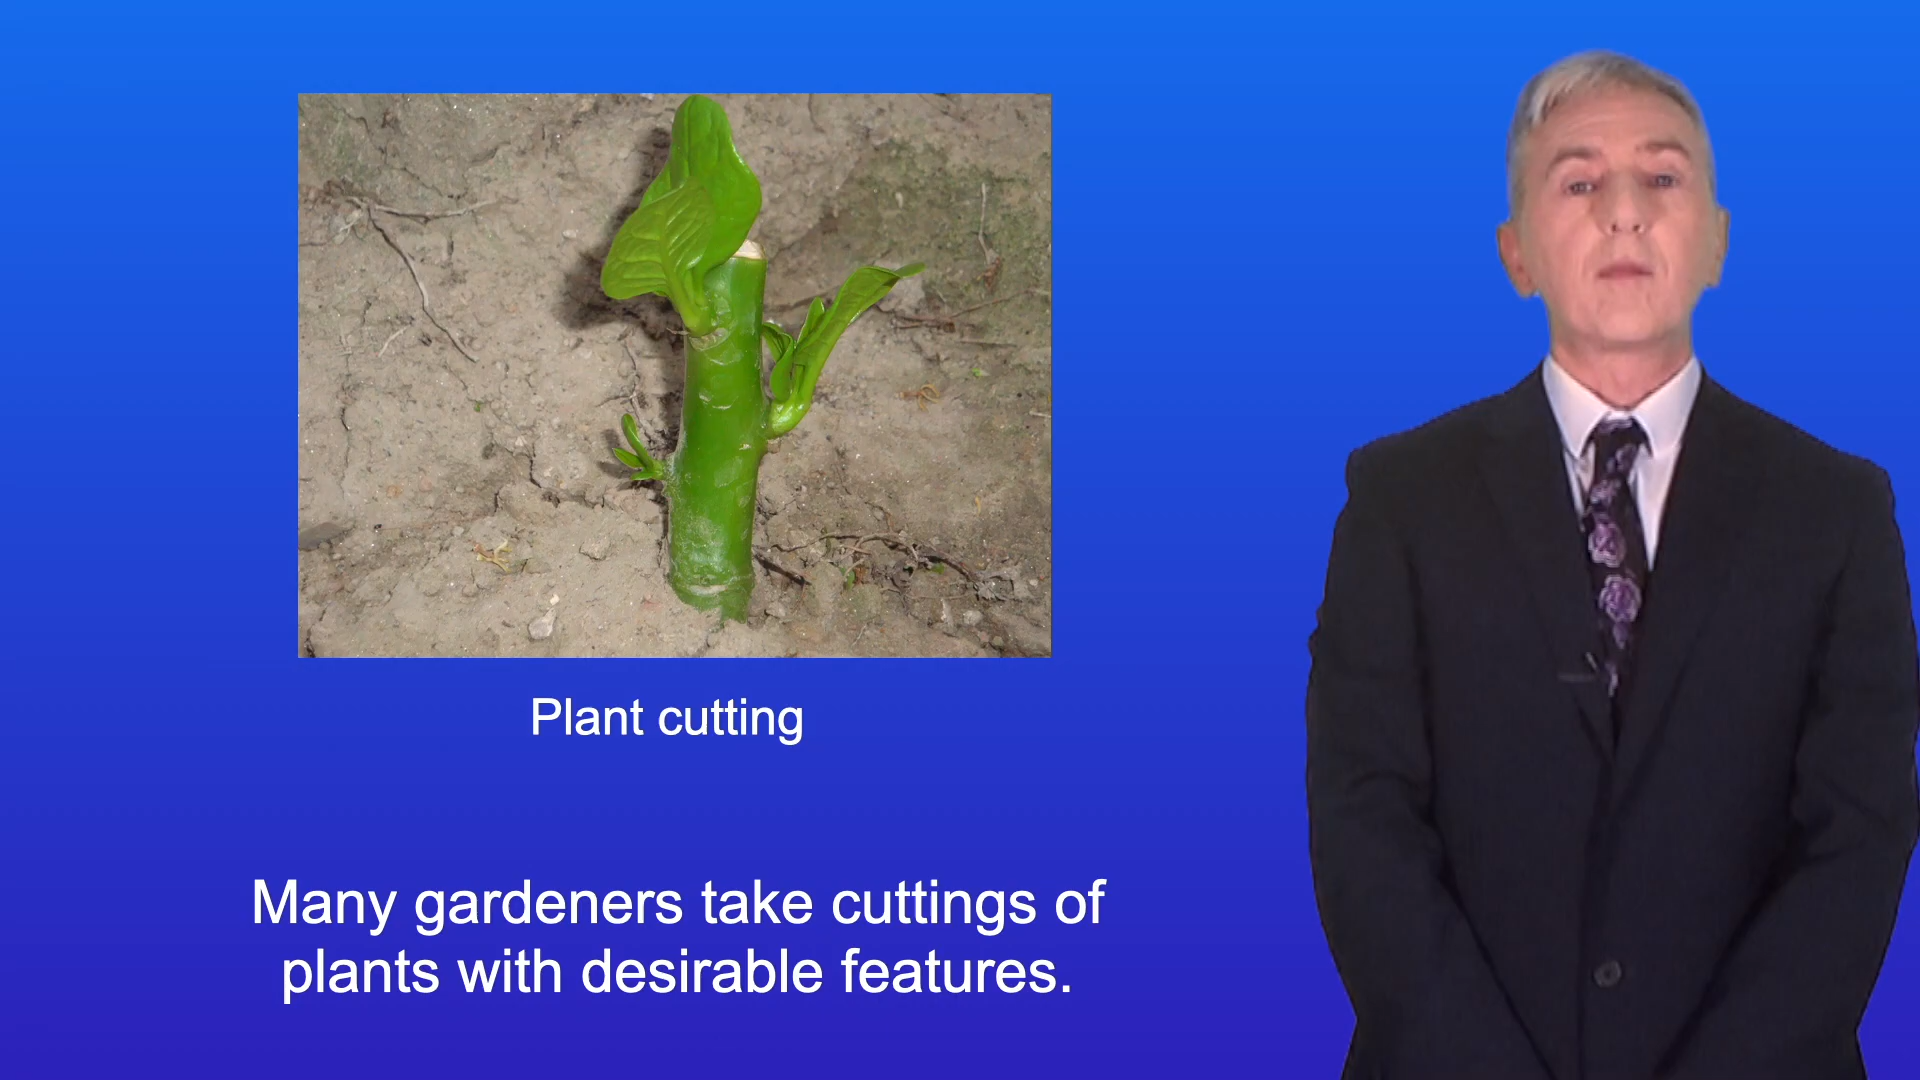 Plant cutting
Many gardeners take cuttings of
plants with desirable features.